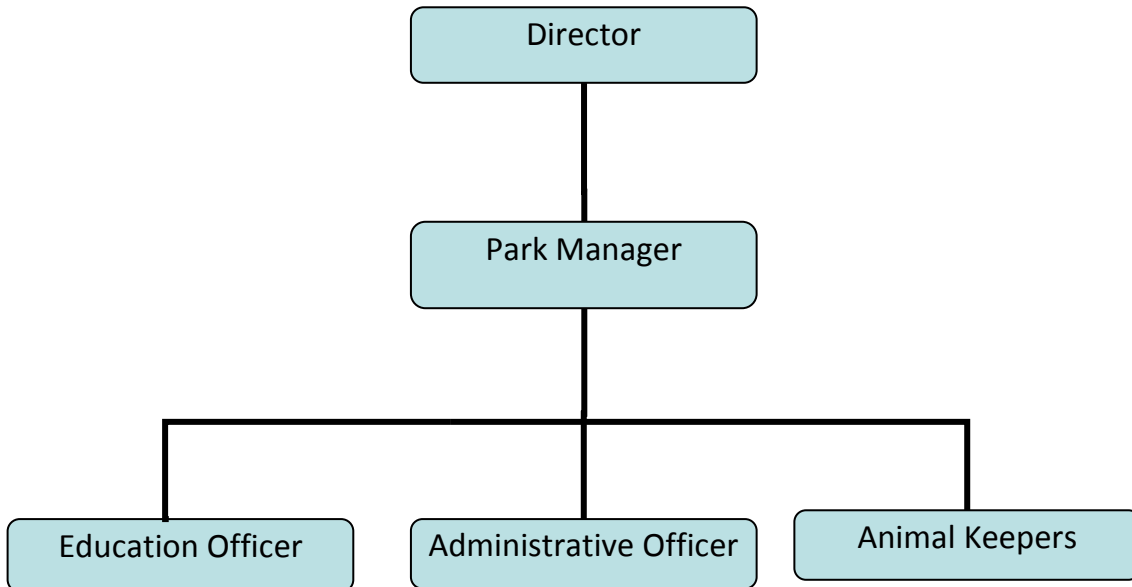 Director
Park Manager
Education Officer
Administrative Officer
Animal Keepers